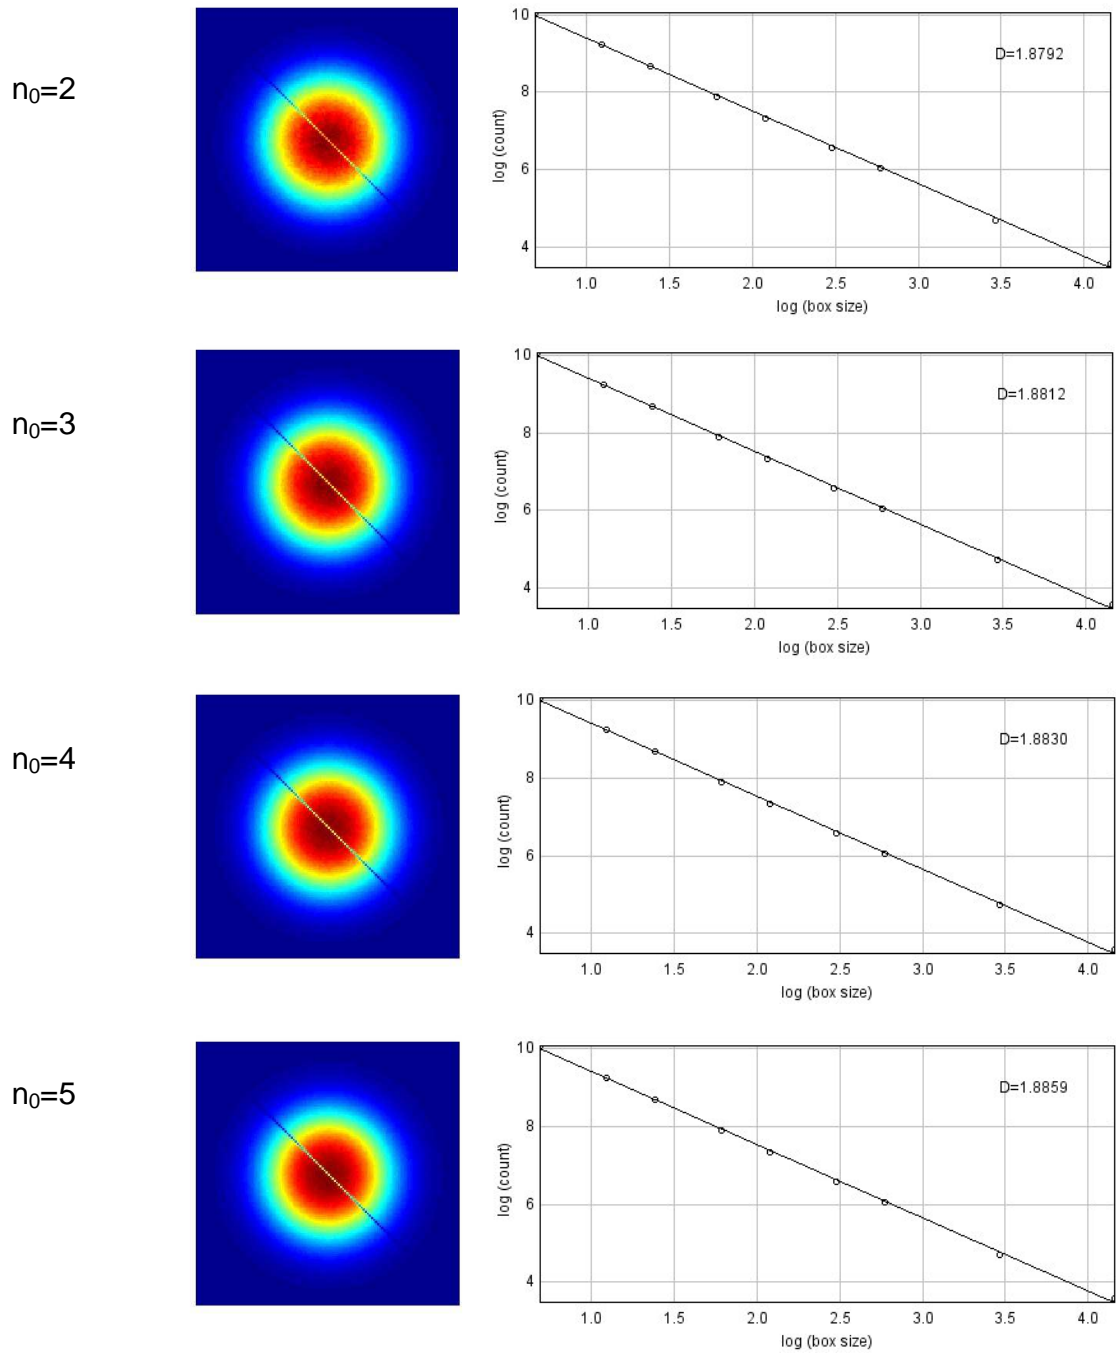 n₀=2
10
8
6
4
log (count)
D=1.8792
1.0 1.5 2.0 2.5 3.0 3.5 4.0
log (box size)
n₀=3
10
8
6
4
log (count)
D=1.8812
1.0 1.5 2.0 2.5 3.0 3.5 4.0
log (box size)
n₀=4
10
8
6
4
log (count)
D=1.8830
1.0 1.5 2.0 2.5 3.0 3.5 4.0
log (box size)
n₀=5
10
8
6
4
log (count)
D=1.8859
1.0 1.5 2.0 2.5 3.0 3.5 4.0
log (box size)